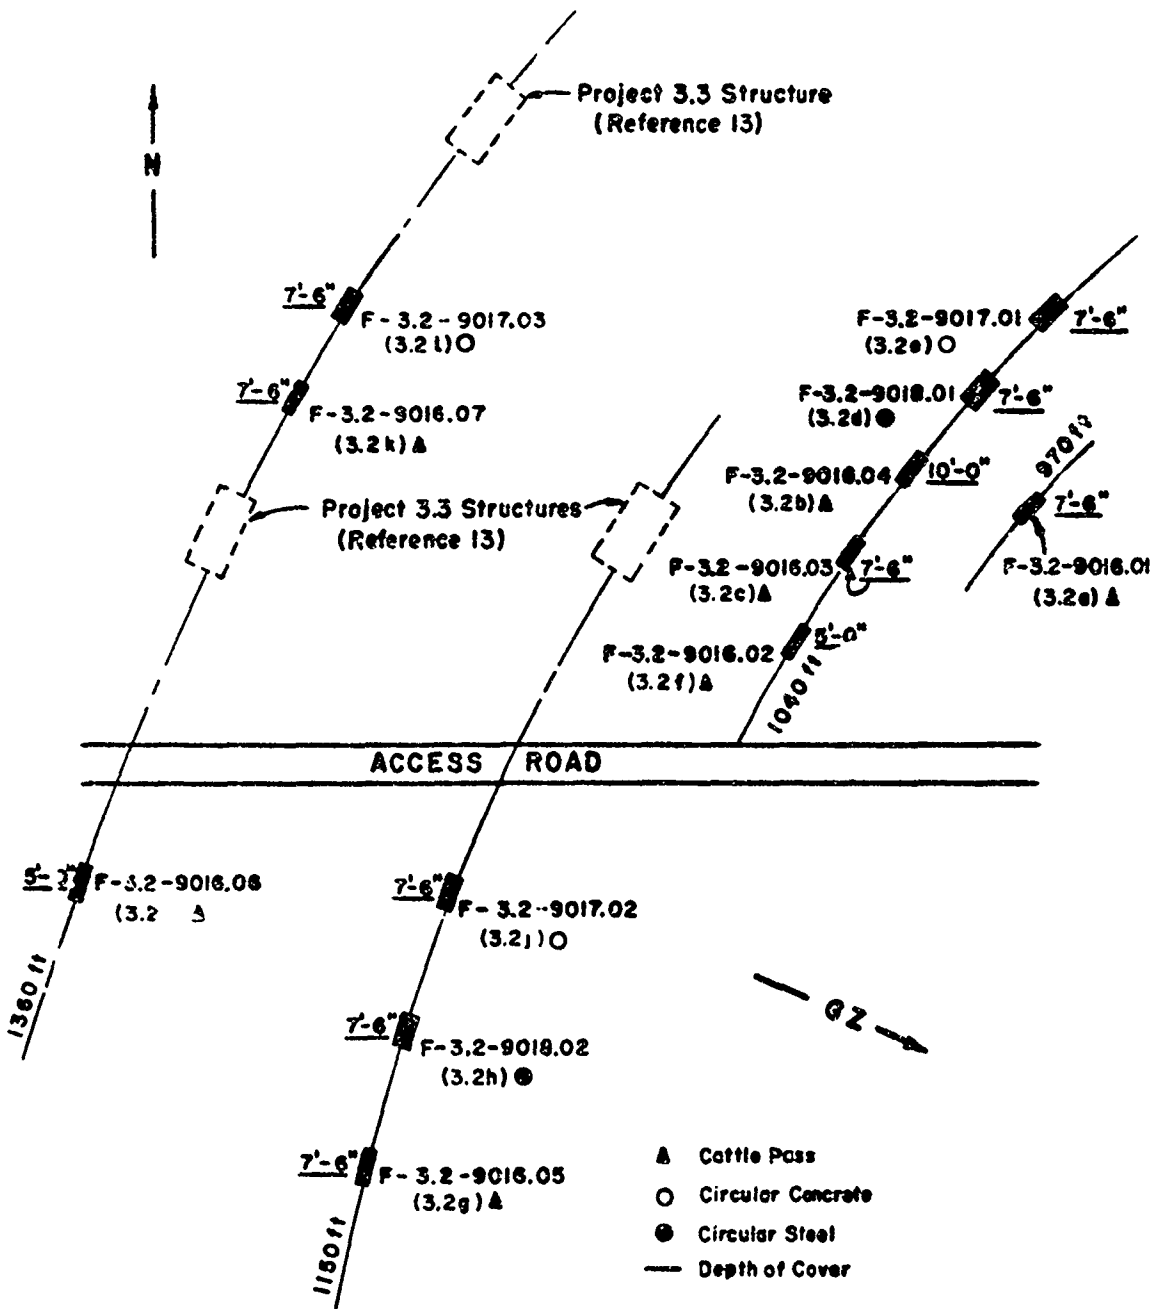 Project 3.3 Structure
(Reference 13)
N
7'-6"
F-3.2-9017.03
(3.2l)
7'-6"
F-3.2-9016.07
(3.2k)
Project 3.3 Structures
(Reference 13)
F-3.2-9017.01
(3.2e)
7'-6"
F-3.2-9018.01
(3.2d)
7'-6"
F-3.2-9016.04
(3.2b)
10'-0"
970 ft
7'-6"
F-3.2-9016.01
(3.2a)
F-3.2-9016.03
(3.2c)
7'-6"
F-3.2-9016.02
(3.2f)
5'-0"
1040 ft
ACCESS ROAD
F-3.2-9016.06
(3.2
1360 ft
7'-6"
F-3.2-9017.02
(3.2j)
7'-6"
F-3.2-9018.02
(3.2h)
7'-6"
F-3.2-9016.05
(3.2g)
1150 ft
GZ
Cattle Pass
Circular Concrete
Circular Steel
Depth of Cover